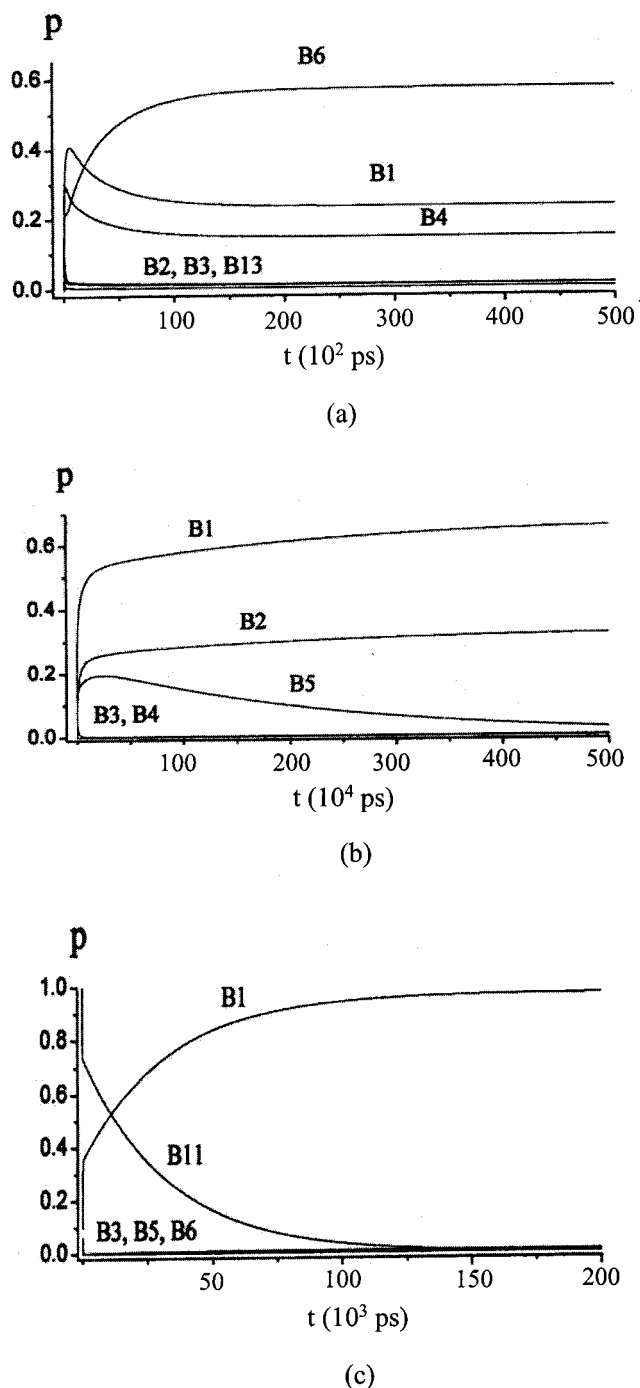 p
B6
0.6
B1
0.4
B4
0.2
B2, B3, B13
0.0
100 200 300 400 500
t (10² ps)
(a)
p
B1
0.6
0.4
B2
0.2
B5
B3, B4
0.0
100 200 300 400 500
t (10⁴ ps)
(b)
p
1.0
B1
0.8
0.6
0.4
B11
0.2
B3, B5, B6
0.0
50 100 150 200
t (10³ ps)
(c)